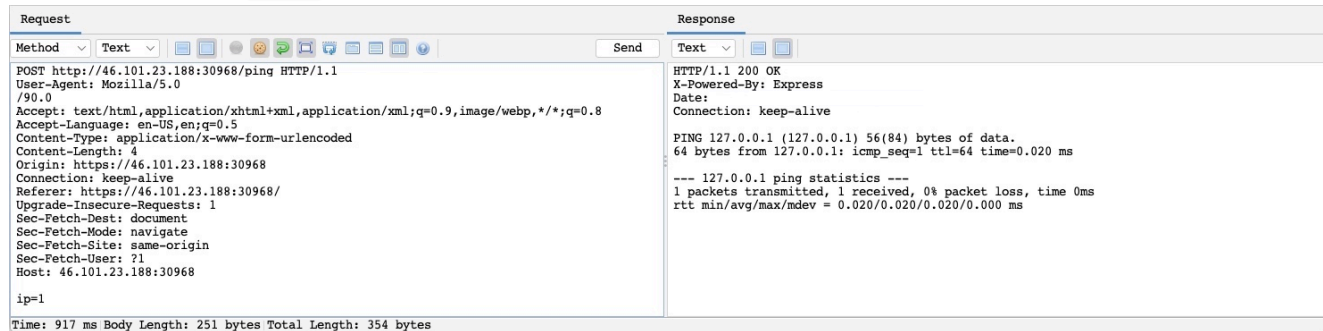 Request
Method Text Send
POST http://46.101.23.188:30968/ping HTTP/1.1
User-Agent: Mozilla/5.0
/90.0
Accept: text/html,application/xhtml+xml,application/xml;q=0.9,image/webp,*/*;q=0.8
Accept-Language: en-US,en;q=0.5
Content-Type: application/x-www-form-urlencoded
Content-Length: 4
Origin: https://46.101.23.188:30968
Connection: keep-alive
Referer: https://46.101.23.188:30968/
Upgrade-Insecure-Requests: 1
Sec-Fetch-Dest: document
Sec-Fetch-Mode: navigate
Sec-Fetch-Site: same-origin
Sec-Fetch-User: ?1
Host: 46.101.23.188:30968
ip=1
Response
Text
HTTP/1.1 200 OK
X-Powered-By: Express
Date:
Connection: keep-alive
PING 127.0.0.1 (127.0.0.1) 56(84) bytes of data.
64 bytes from 127.0.0.1: icmp_seq=1 ttl=64 time=0.020 ms
--- 127.0.0.1 ping statistics ---
1 packets transmitted, 1 received, 0% packet loss, time 0ms
rtt min/avg/max/mdev = 0.020/0.020/0.020/0.000 ms
Time: 917 ms Body Length: 251 bytes Total Length: 354 bytes